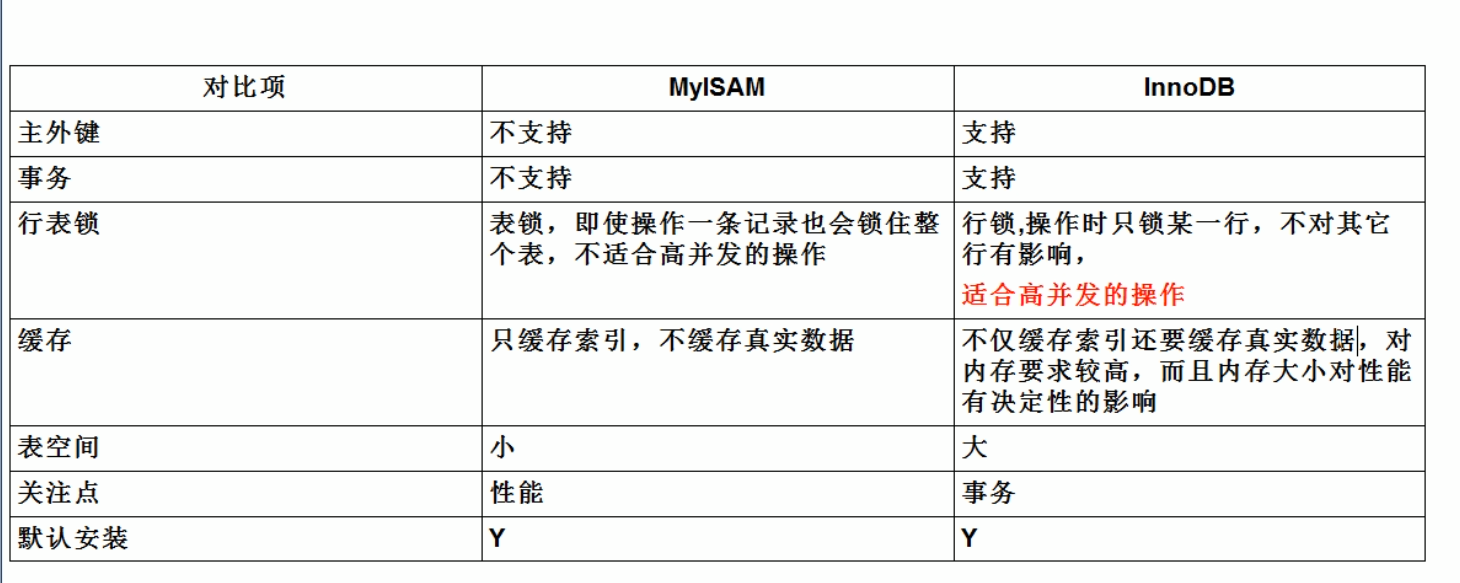 对比项 MyISAM InnoDB
主外键 不支持 支持
事务 不支持 支持
行表锁 表锁，即使操作一条记录也会锁住整 行锁,操作时只锁某一行，不对其它
个表，不适合高并发的操作 行有影响，
适合高并发的操作
缓存 只缓存索引，不缓存真实数据 不仅缓存索引还要缓存真实数据，对
内存要求较高，而且内存大小对性能
有决定性的影响
表空间 小 大
关注点 性能 事务
默认安装 Y Y